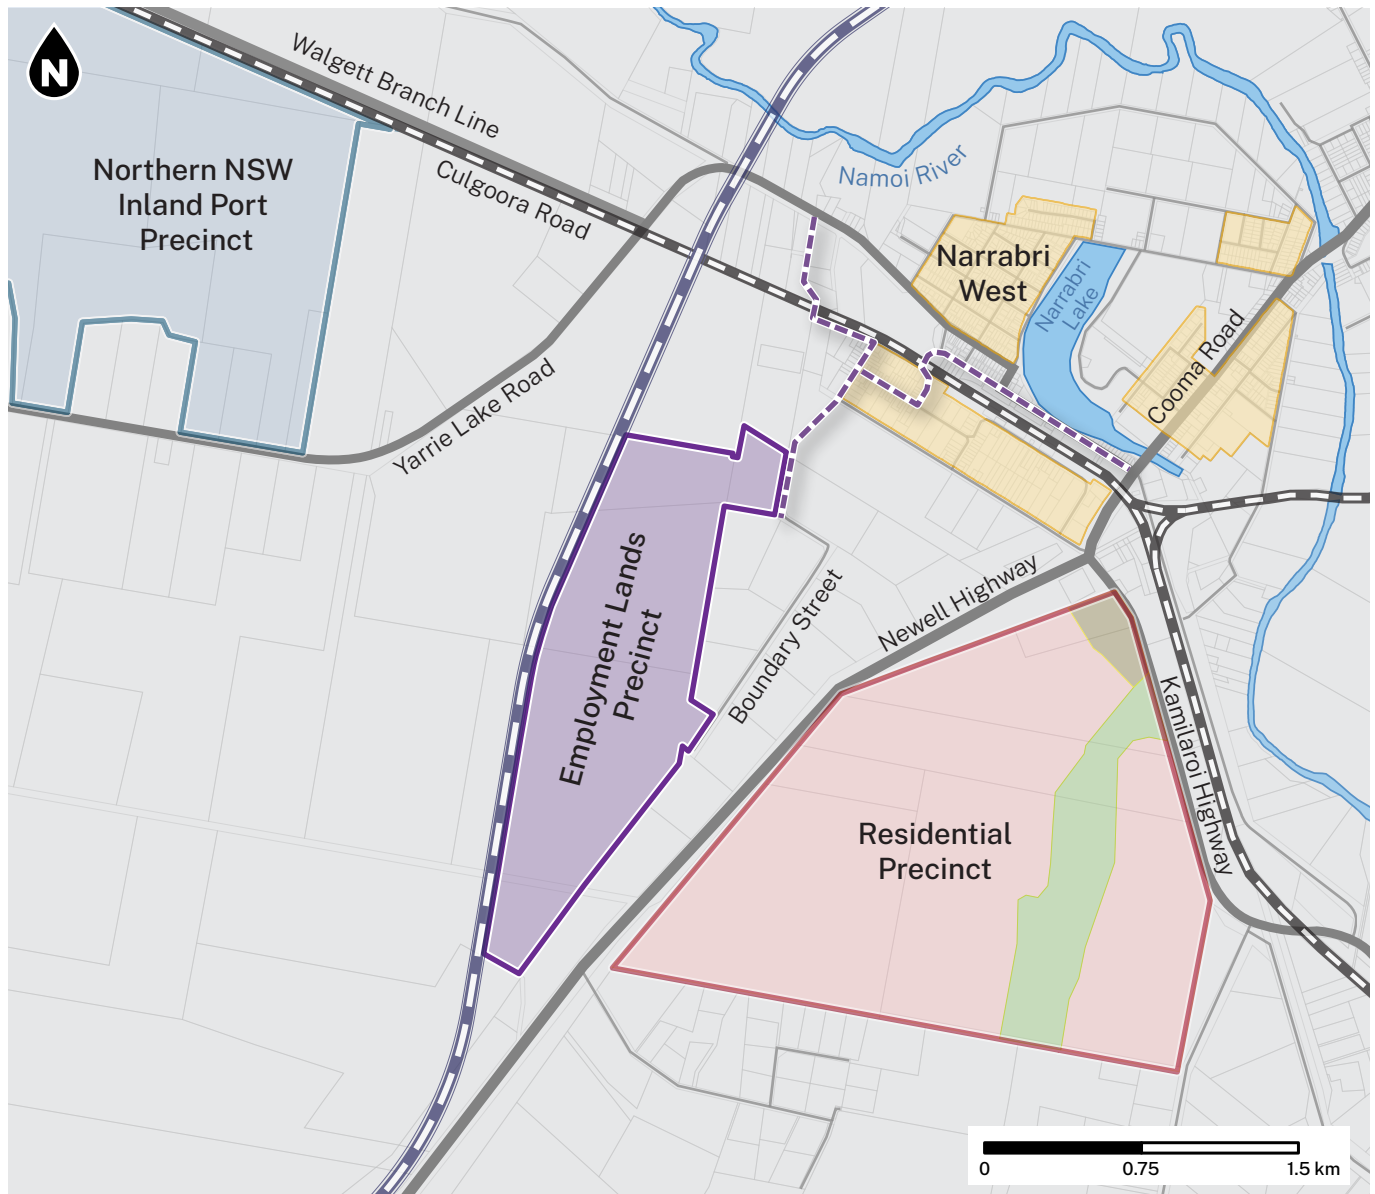 N
Walgett Branch Line
Culgoora Road
Northern NSW
Inland Port
Precinct
Namoi River
Narrabri
West
Narrabri
Lake
Cooma Road
Yarrie Lake Road
Employment Lands
Precinct
Boundary Street
Newell Highway
Kamilaroi Highway
Residential
Precinct
0
0.75
1.5 km